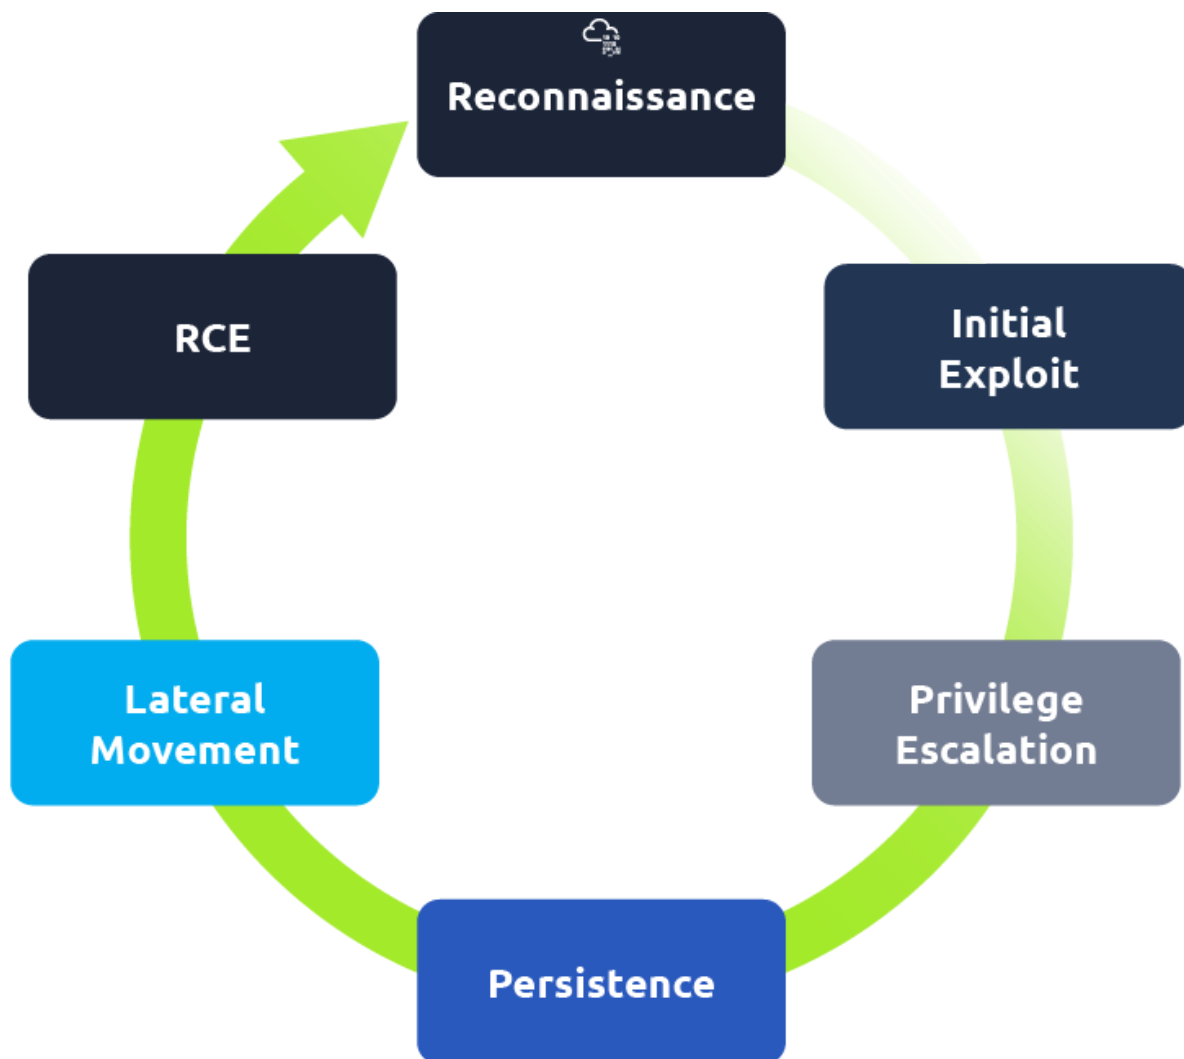 Reconnaissance
Initial
Exploit
Privilege
Escalation
Persistence
Lateral
Movement
RCE